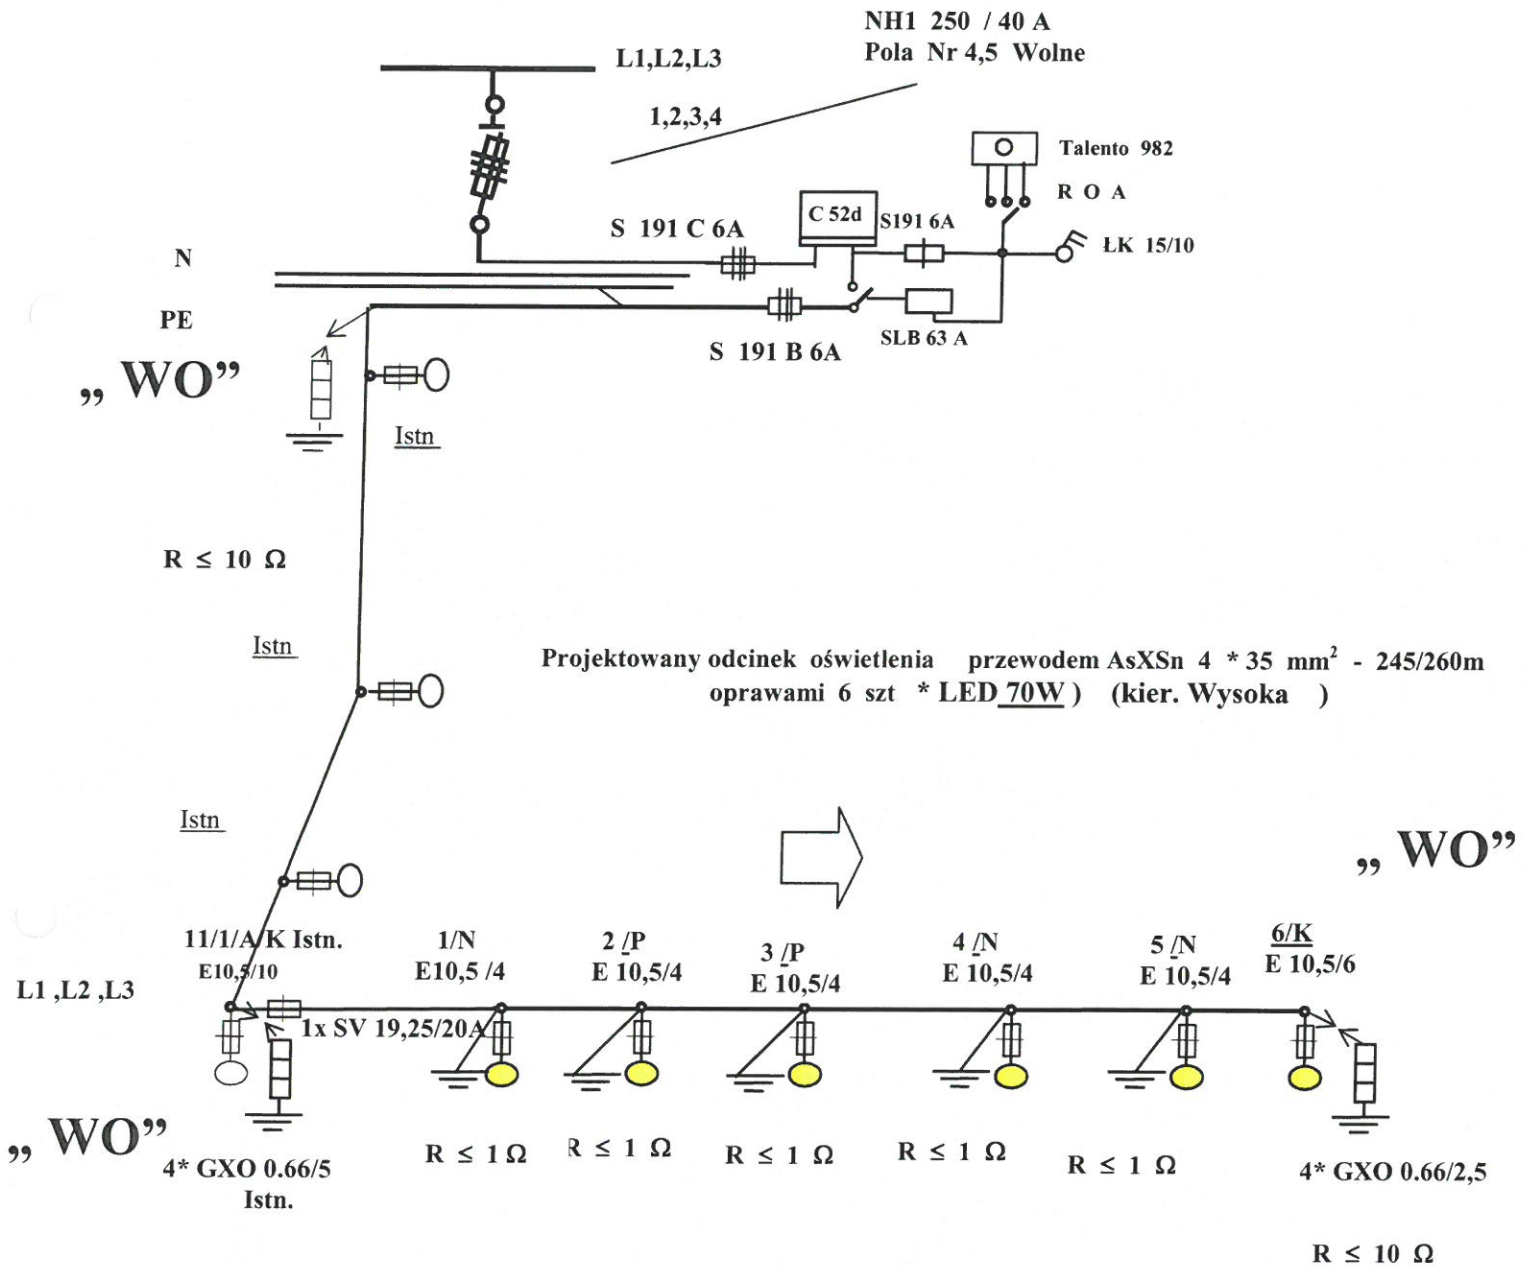 NH1 250 / 40 A
Pola Nr 4,5 Wolne
L1,L2,L3
1,2,3,4
Talento 982
R O A
S 191 C 6A
C 52d
S191 6A
ŁK 15/10
N
PE
S 191 B 6A
SLB 63 A
„ WO”
Istn
R ≤ 10 Ω
Istn
Projektowany odcinek oświetlenia przewodem AsXSn 4 * 35 mm² - 245/260m
oprawami 6 szt * LED 70W ) (kier. Wysoka )
Istn
„ WO”
11/1/A/K Istn.
E10,5/10
1/N
E10,5 /4
2 /P
E 10,5/4
3 /P
E 10,5/4
4 /N
E 10,5/4
5 /N
E 10,5/4
6/K
E 10,5/6
L1 ,L2 ,L3
1x SV 19,25/20A
„ WO”
4* GXO 0.66/5
Istn.
R ≤ 1 Ω
R ≤ 1 Ω
R ≤ 1 Ω
R ≤ 1 Ω
R ≤ 1 Ω
4* GXO 0.66/2,5
R ≤ 10 Ω